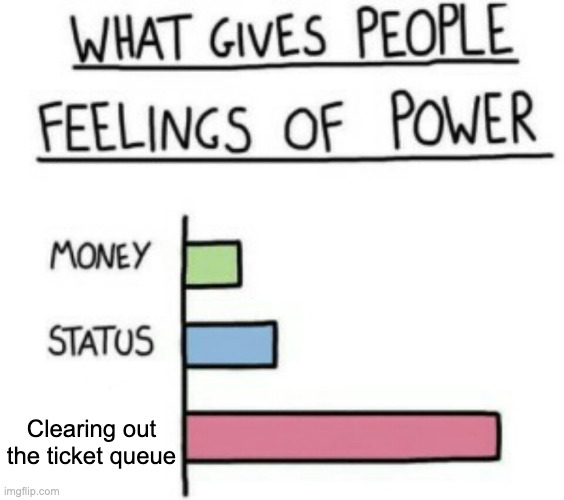 WHAT GIVES PEOPLE
FEELINGS OF POWER
MONEY
STATUS
Clearing out
the ticket queue
imgflip.com